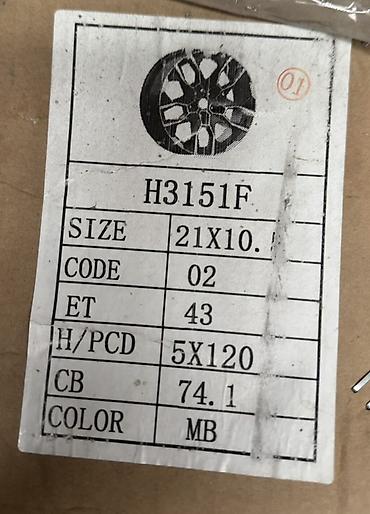 01
H3151F
SIZE 21X10.
CODE 02
ET 43
H/PCD 5X120
CB 74.1
COLOR MB